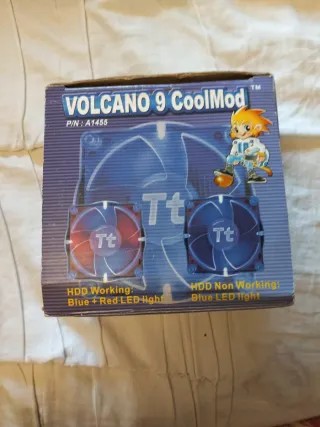 VOLCANO 9 CoolMod ™
P/N : A1455
Tt
Tt
Tt
HDD Working:
Blue + Red LED light
HDD Non Working:
Blue LED light